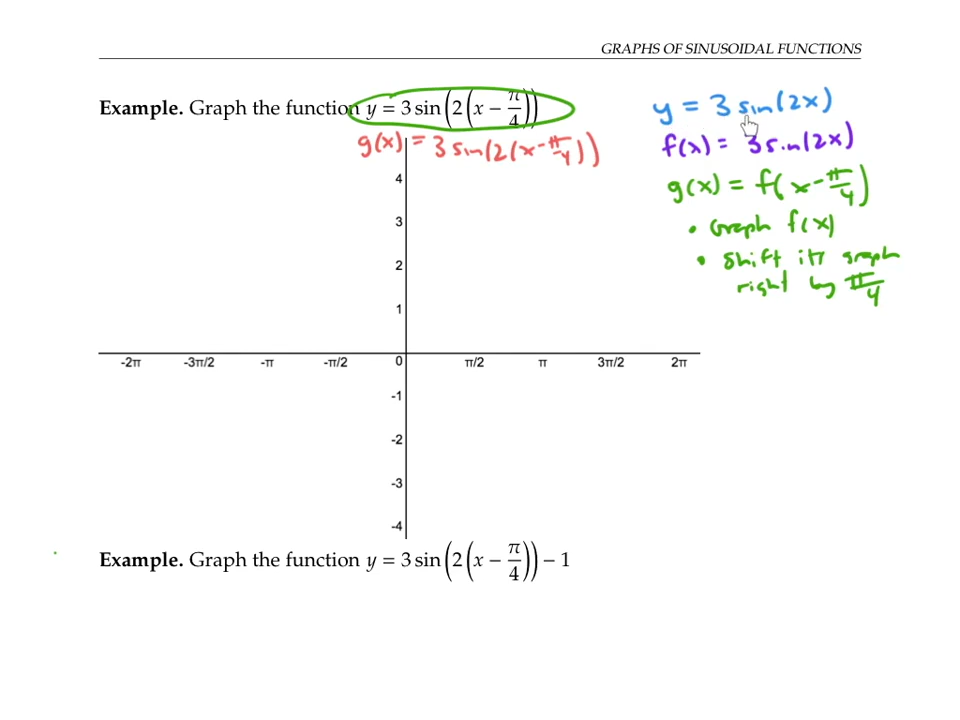 GRAPHS OF SINUSOIDAL FUNCTIONS
Example. Graph the function y = 3 sin(2(x − π/4))
y = 3 sin(2x)
g(x) = 3 sin(2(x-π/4))
f(x) = 3 sin(2x)
g(x) = f(x-π/4)
• Graph f(x)
• shift its graph
right by π/4
4
3
2
1
-2π -3π/2 -π -π/2 0 π/2 π 3π/2 2π
-1
-2
-3
-4
Example. Graph the function y = 3 sin(2(x − π/4)) − 1